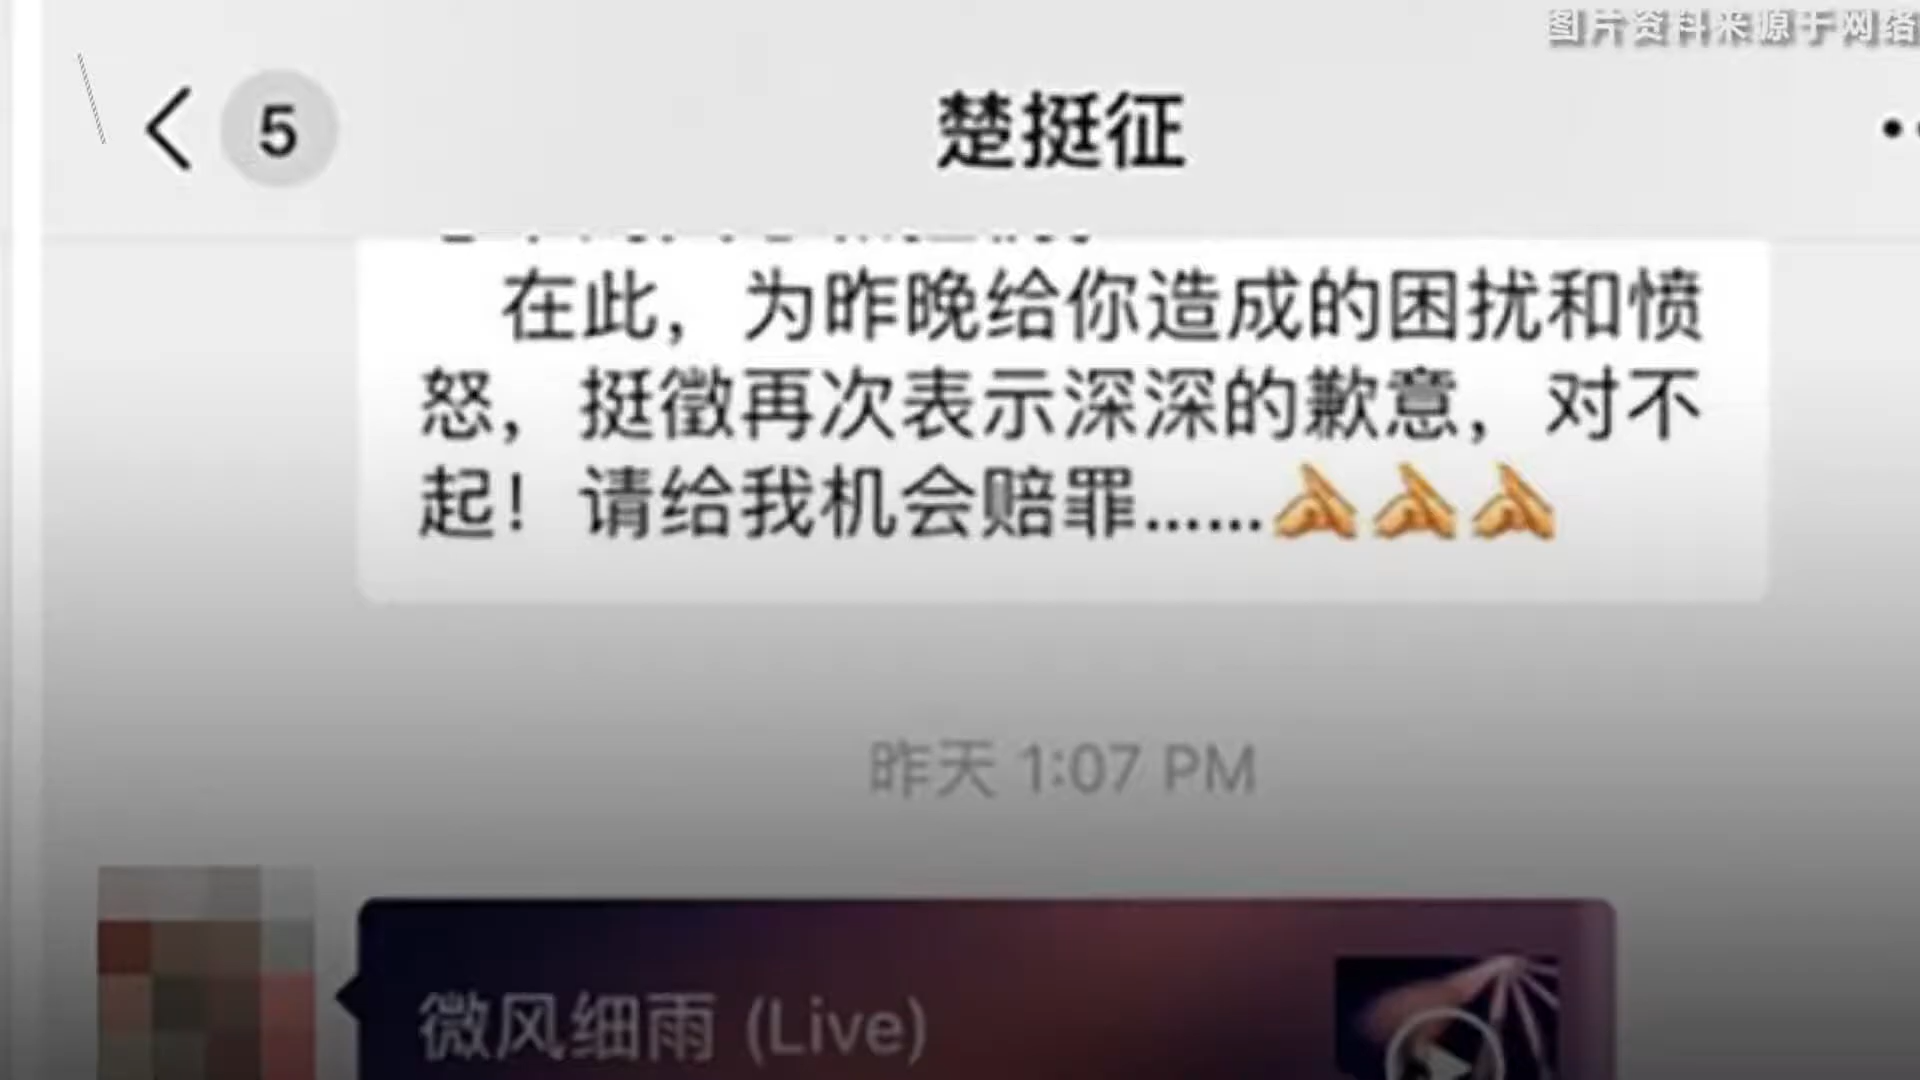 图片资料来源于网络
5
楚挺征
在此，为昨晚给你造成的困扰和愤
怒，挺徵再次表示深深的歉意，对不
起！请给我机会赔罪……🙏🙏🙏
昨天 1:07 PM
微风细雨 (Live)